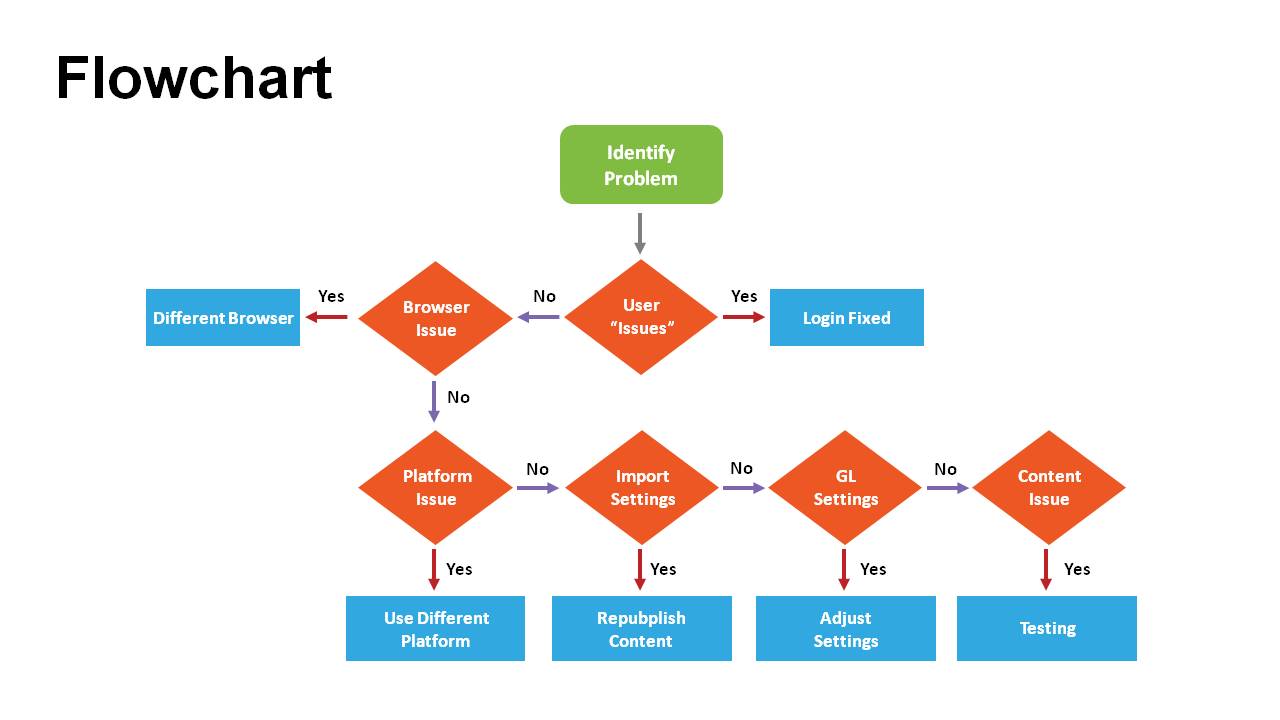 Flowchart
Identify
Problem
Different Browser
Yes
Browser
Issue
No
User
“Issues”
Yes
Login Fixed
No
Platform
Issue
No
Import
Settings
No
GL
Settings
No
Content
Issue
Yes
Yes
Yes
Yes
Use Different
Platform
Repubplish
Content
Adjust
Settings
Testing